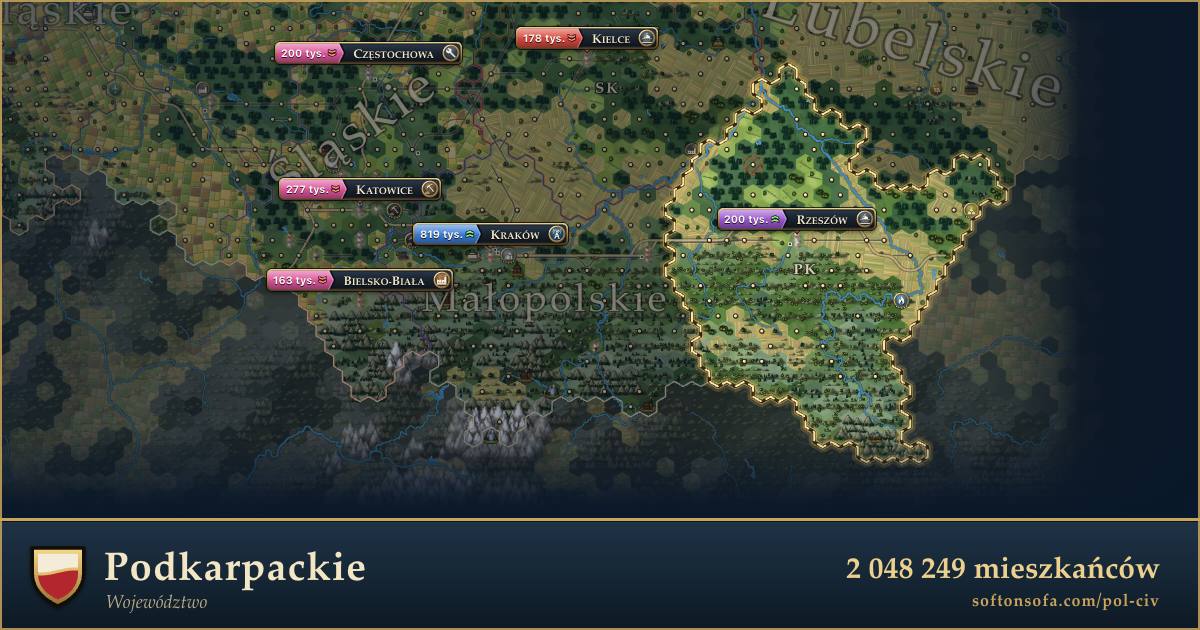 ląskie
Lubelskie
178 tys. Kielce
200 tys. Częstochowa
SK
Śląskie
277 tys. Katowice
200 tys. Rzeszów
819 tys. Kraków
PK
163 tys. Bielsko-Biała
Małopolskie
Podkarpackie
Województwo
2 048 249 mieszkańców
softonsofa.com/pol-civ